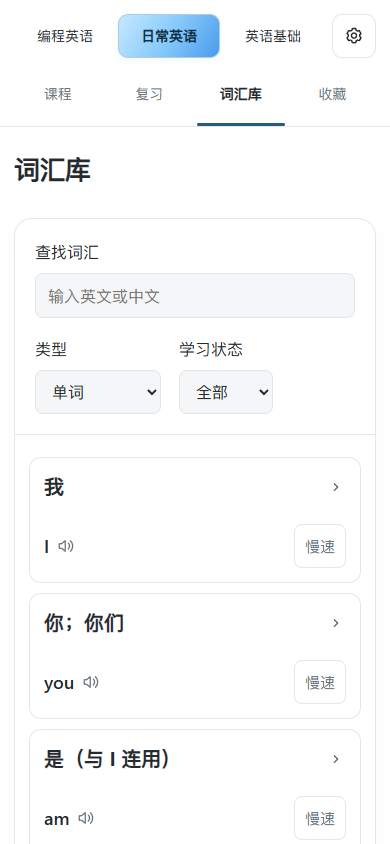 编程英语 日常英语 英语基础
课程 复习 词汇库 收藏
词汇库
查找词汇
输入英文或中文
类型 学习状态
单词 全部
我
I 慢速
你；你们
you 慢速
是（与 I 连用）
am 慢速